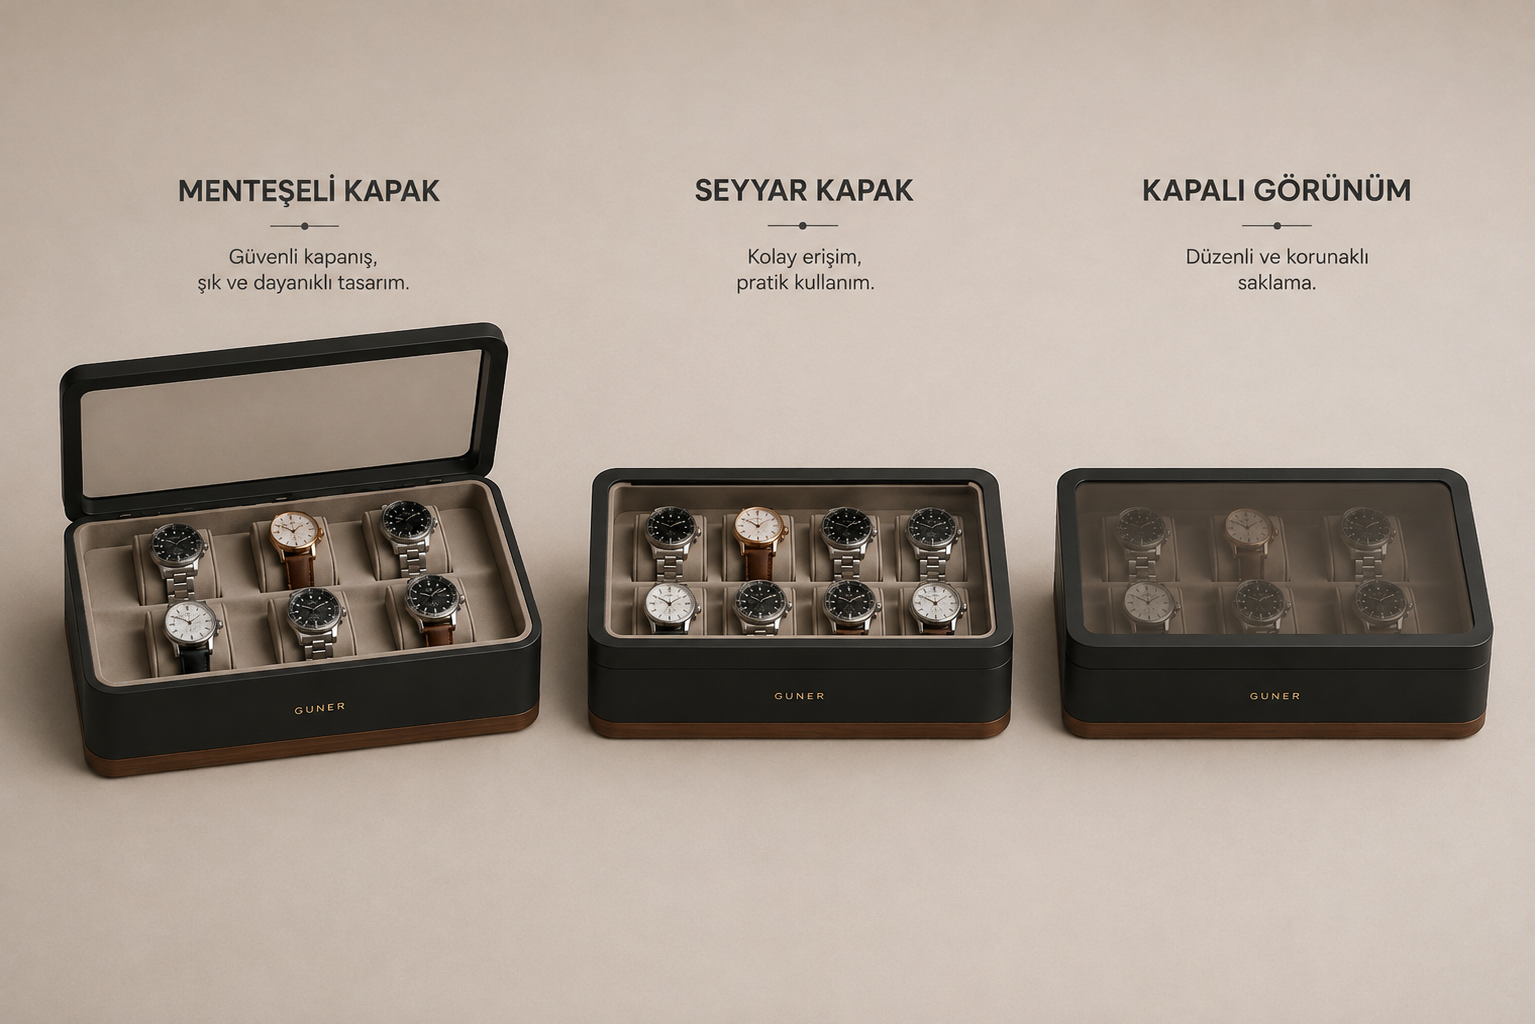 MENTEŞELİ KAPAK
Güvenli kapanış,
şık ve dayanıklı tasarım.
SEYYAR KAPAK
Kolay erişim,
pratik kullanım.
KAPALI GÖRÜNÜM
Düzenli ve korunaklı
saklama.
GUNER
GUNER
GUNER